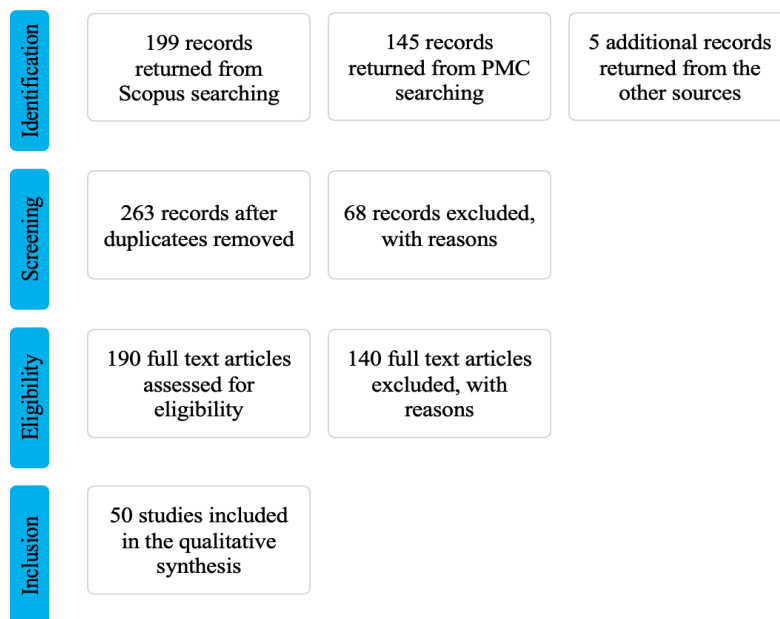 Identification
199 records
returned from
Scopus searching
145 records
returned from PMC
searching
5 additional records
returned from the
other sources
Screening
263 records after
duplicatees removed
68 records excluded,
with reasons
Eligibility
190 full text articles
assessed for
eligibility
140 full text articles
excluded, with
reasons
Inclusion
50 studies included
in the qualitative
synthesis